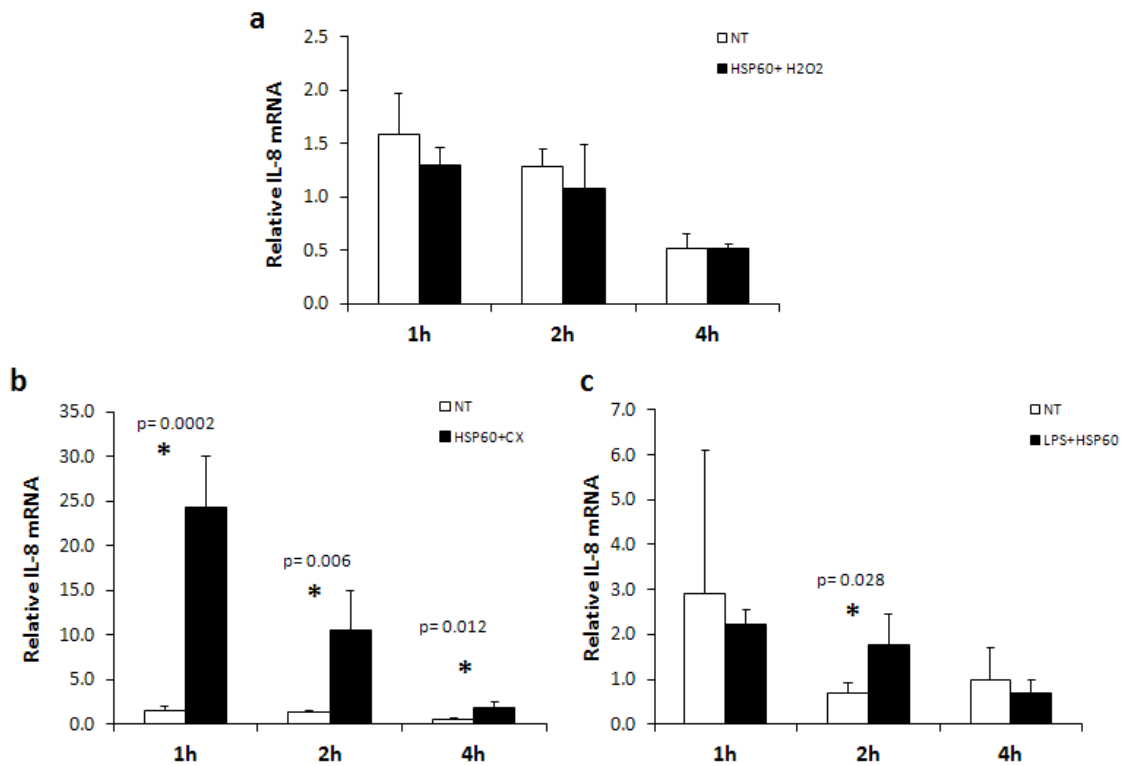 a
Relative IL-8 mRNA
2.5
2.0
1.5
1.0
0.5
0.0
NT
HSP60+ H2O2
1h 2h 4h
b
Relative IL-8 mRNA
35.0
30.0
25.0
20.0
15.0
10.0
5.0
0.0
NT
HSP60+CX
p= 0.0002
*
p= 0.006
*
p= 0.012
*
1h 2h 4h
c
Relative IL-8 mRNA
7.0
6.0
5.0
4.0
3.0
2.0
1.0
0.0
NT
LPS+HSP60
p= 0.028
*
1h 2h 4h